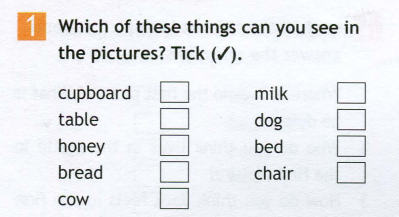 1 Which of these things can you see in
the pictures? Tick (✓).
cupboard milk
table dog
honey bed
bread chair
cow